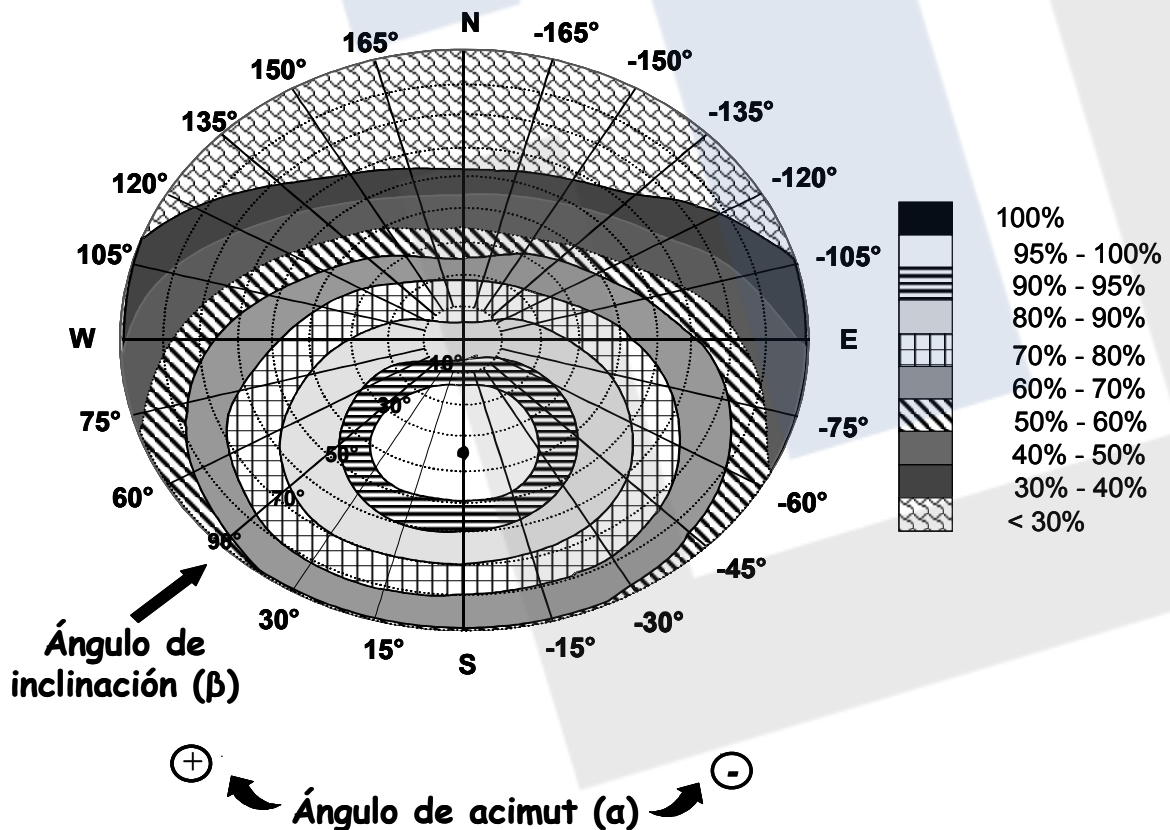 N
165°
-165°
150°
-150°
135°
-135°
120°
-120°
105°
-105°
W
E
10°
30°
75°
-75°
50°
70°
60°
-60°
90°
-45°
30°
-30°
15°
-15°
S
100%
95% - 100%
90% - 95%
80% - 90%
70% - 80%
60% - 70%
50% - 60%
40% - 50%
30% - 40%
< 30%
Ángulo de
inclinación (β)
+
-
Ángulo de acimut (α)